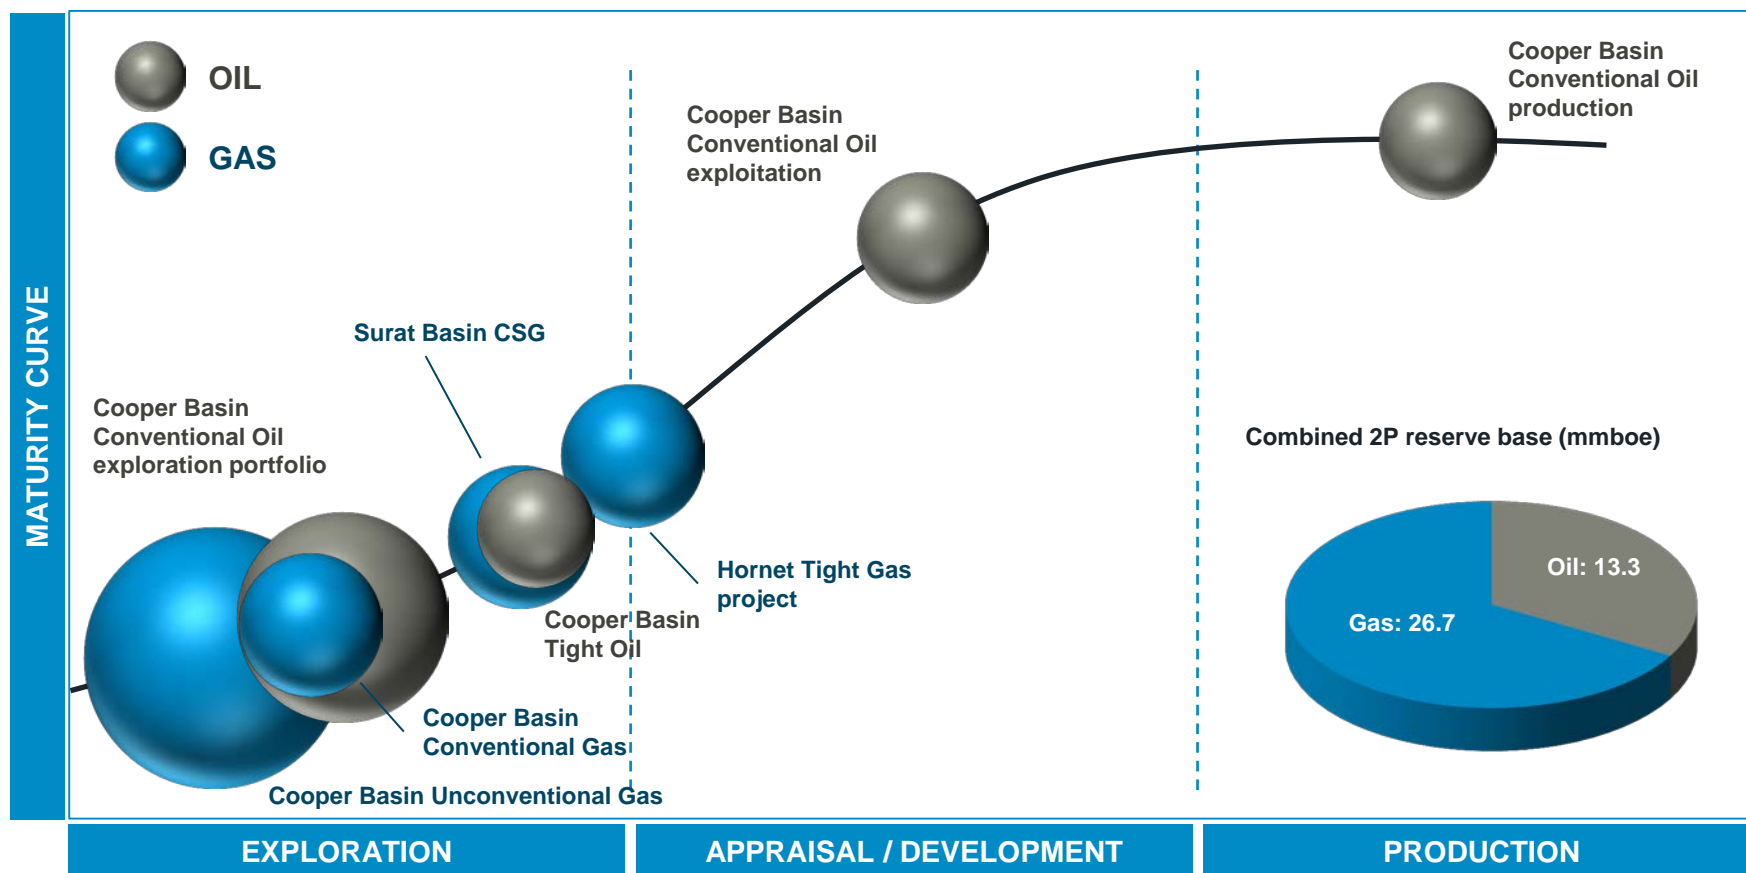 OIL
GAS
MATURITY CURVE
Cooper Basin
Conventional Oil
exploration portfolio
Surat Basin CSG
Cooper Basin
Conventional Oil
exploitation
Cooper Basin
Conventional Oil
production
Hornet Tight Gas
project
Cooper Basin
Tight Oil
Cooper Basin
Conventional Gas
Cooper Basin Unconventional Gas
Combined 2P reserve base (mmboe)
Oil: 13.3
Gas: 26.7
EXPLORATION
APPRAISAL / DEVELOPMENT
PRODUCTION